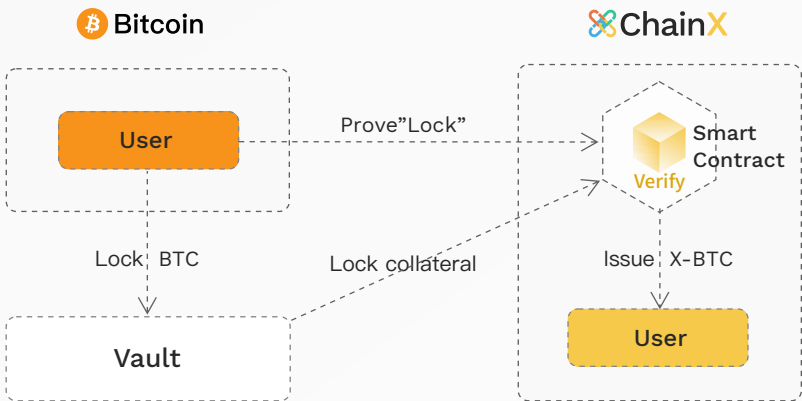 Bitcoin
ChainX
User
Prove”Lock”
Smart
Contract
Verify
Lock BTC
Lock collateral
Issue X-BTC
Vault
User